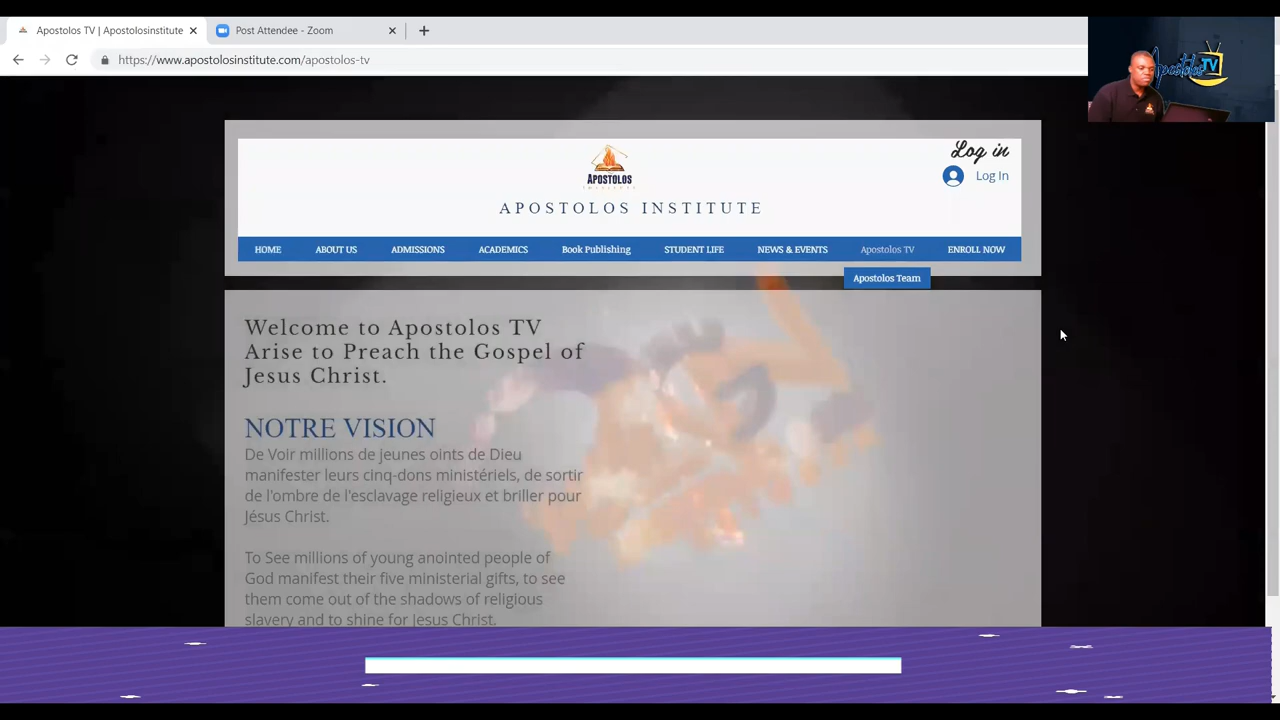 Apostolos TV | Apostolosinstitute
Post Attendee - Zoom
https://www.apostolosinstitute.com/apostolos-tv
Apostolos TV
Log in
Log In
APOSTOLOS
APOSTOLOS INSTITUTE
HOME ABOUT US ADMISSIONS ACADEMICS Book Publishing STUDENT LIFE NEWS & EVENTS Apostolos TV ENROLL NOW
Apostolos Team
Welcome to Apostolos TV
Arise to Preach the Gospel of
Jesus Christ.
NOTRE VISION
De Voir millions de jeunes oints de Dieu
manifester leurs cinq-dons ministériels, de sortir
de l'ombre de l'esclavage religieux et briller pour
Jésus Christ.
To See millions of young anointed people of
God manifest their five ministerial gifts, to see
them come out of the shadows of religious
slavery and to shine for Jesus Christ.